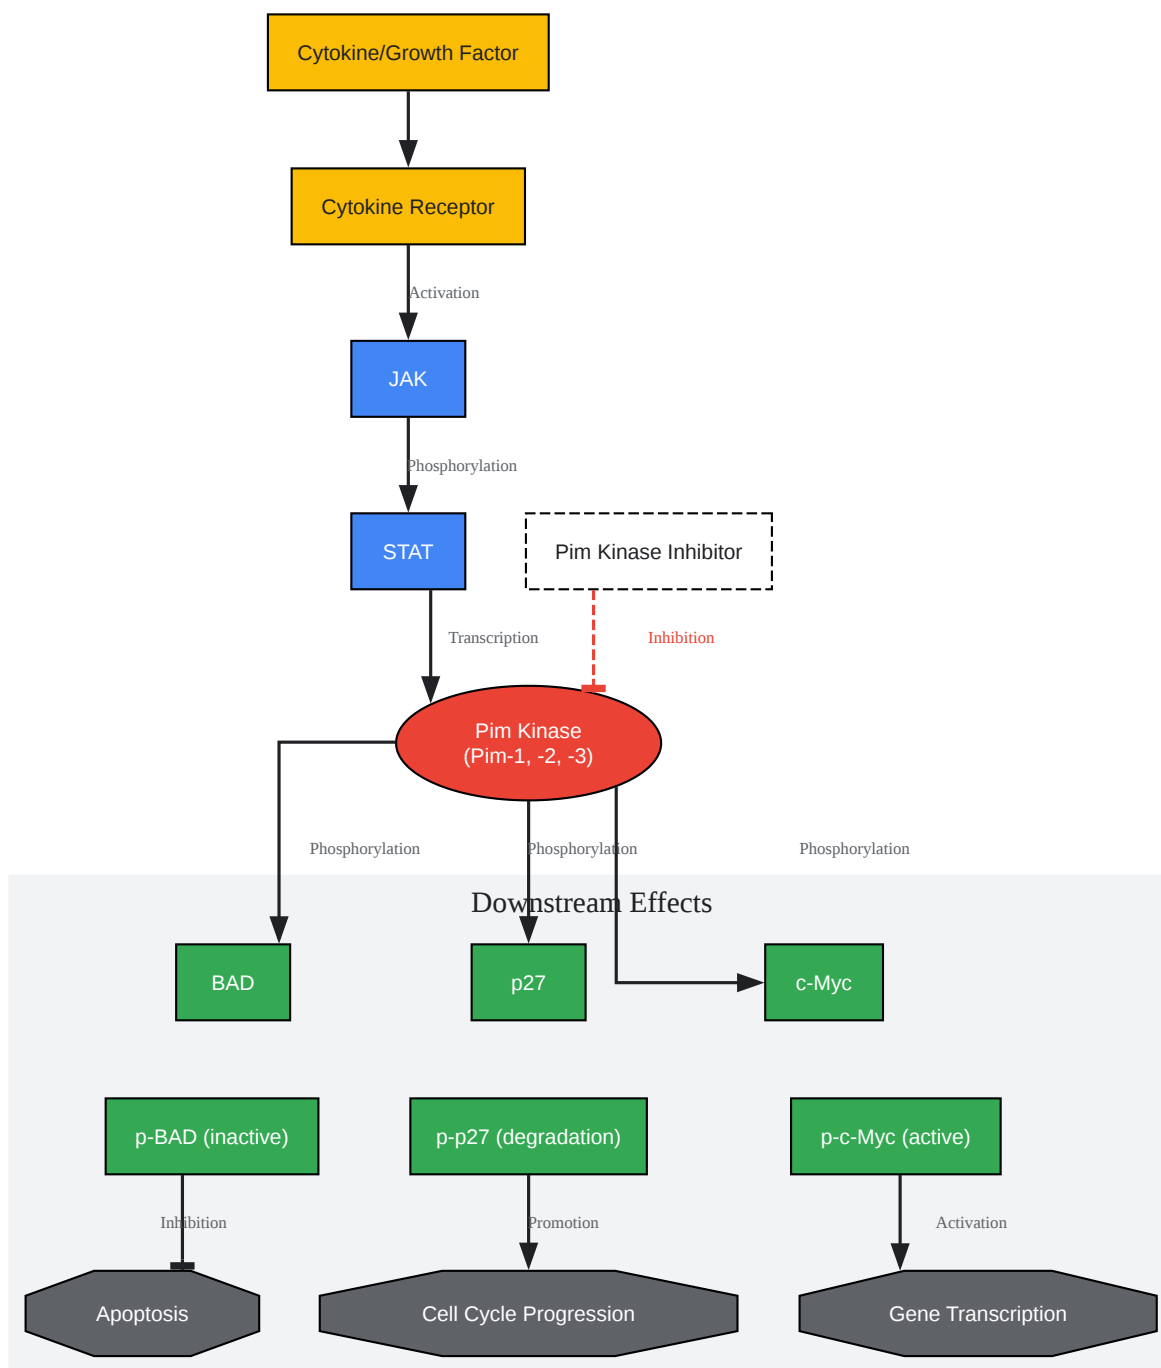 Cytokine/Growth Factor
Cytokine Receptor
Activation
JAK
Phosphorylation
STAT
Pim Kinase Inhibitor
Transcription
Inhibition
Pim Kinase
(Pim-1, -2, -3)
Phosphorylation
Phosphorylation
Phosphorylation
Downstream Effects
BAD
p27
c-Myc
p-BAD (inactive)
p-p27 (degradation)
p-c-Myc (active)
Inhibition
Promotion
Activation
Apoptosis
Cell Cycle Progression
Gene Transcription